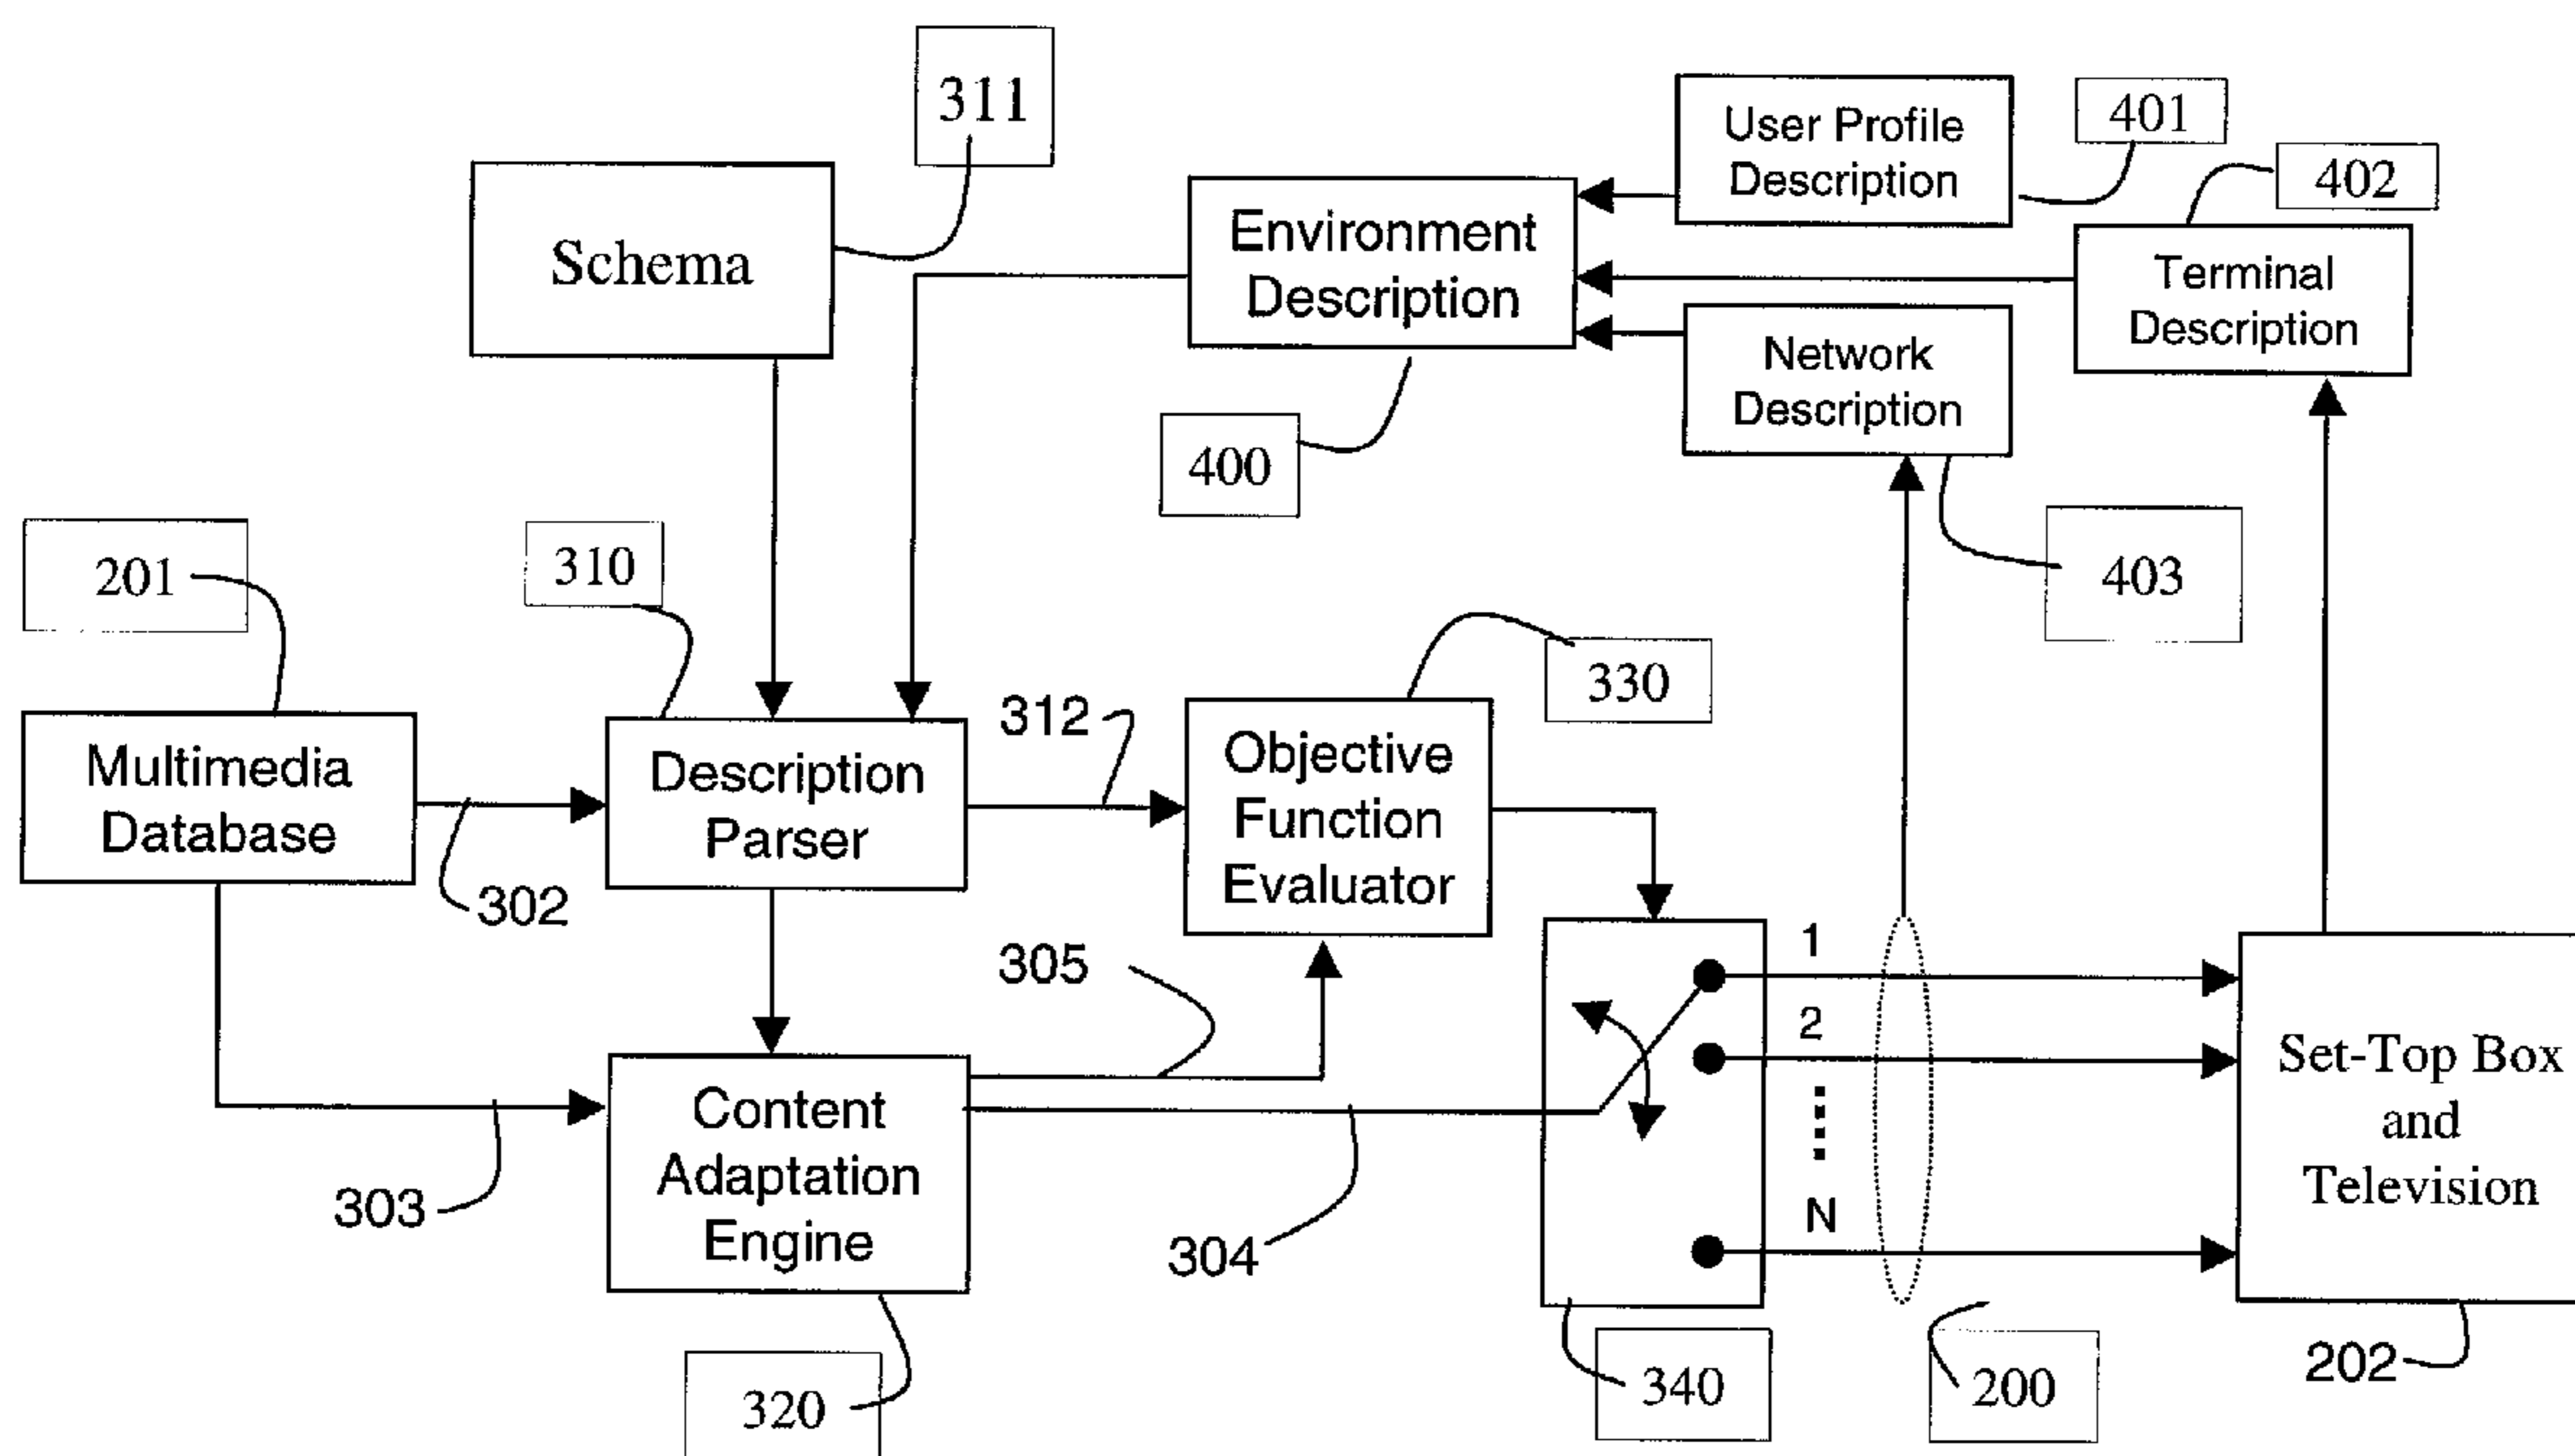 311
User Profile
Description
401
402
Schema
Environment
Description
Terminal
Description
Network
Description
400
403
201
310
330
312
Multimedia
Database
Description
Parser
Objective
Function
Evaluator
302
305
1
2
N
Set-Top Box
and
Television
Content
Adaptation
Engine
303
304
320
340
200
202